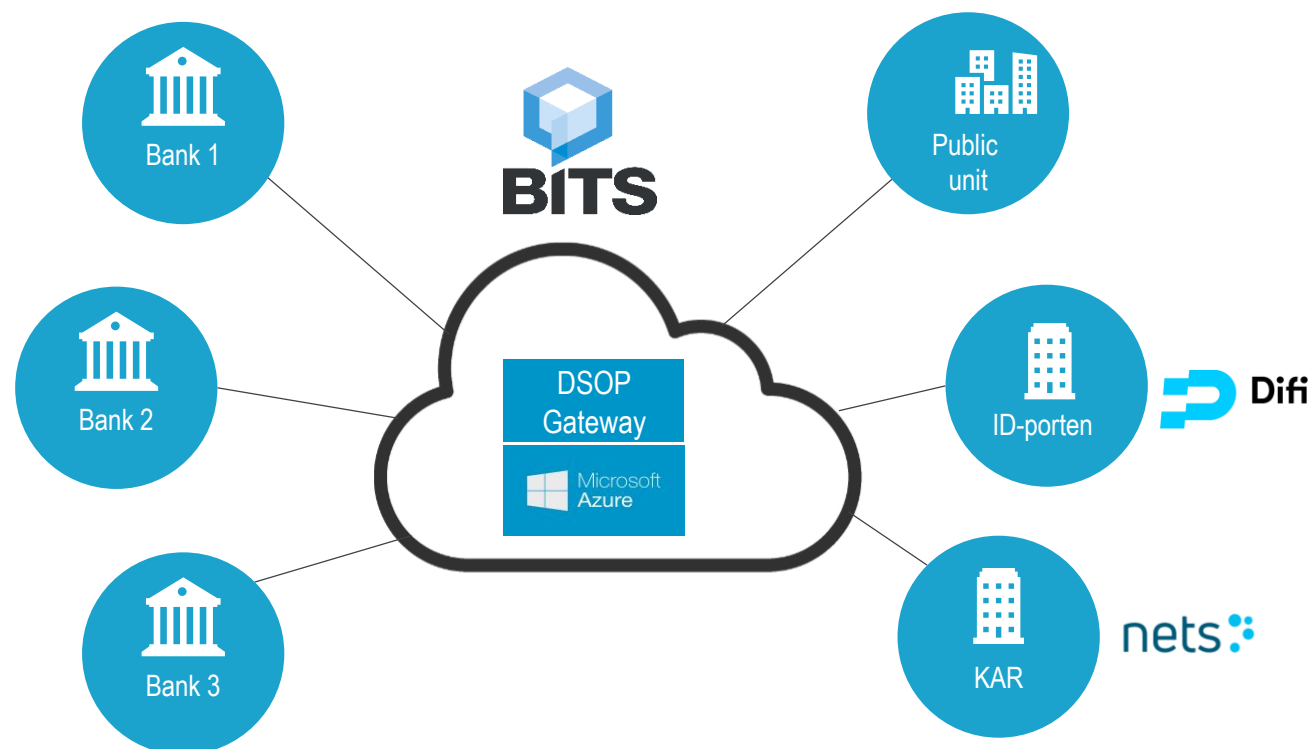 Bank 1
BITS
Public
unit
Bank 2
DSOP
Gateway
Microsoft
Azure
ID-porten
Difi
Bank 3
KAR
nets